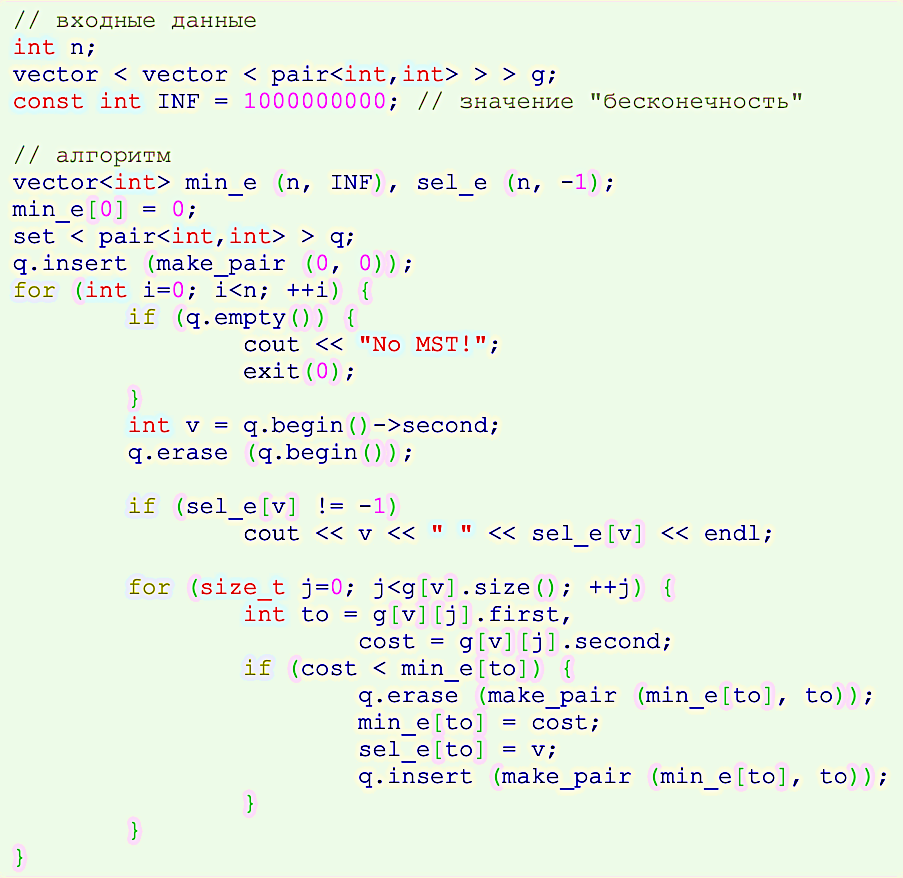 // входные данные
int n;
vector < vector < pair<int,int> > > g;
const int INF = 1000000000; // значение "бесконечность"

// алгоритм
vector<int> min_e (n, INF), sel_e (n, -1);
min_e[0] = 0;
set < pair<int,int> > q;
q.insert (make_pair (0, 0));
for (int i=0; i<n; ++i) {
        if (q.empty()) {
                cout << "No MST!";
                exit(0);
        }
        int v = q.begin()->second;
        q.erase (q.begin());

        if (sel_e[v] != -1)
                cout << v << " " << sel_e[v] << endl;

        for (size_t j=0; j<g[v].size(); ++j) {
                int to = g[v][j].first,
                        cost = g[v][j].second;
                if (cost < min_e[to]) {
                        q.erase (make_pair (min_e[to], to));
                        min_e[to] = cost;
                        sel_e[to] = v;
                        q.insert (make_pair (min_e[to], to));
                }
        }
}